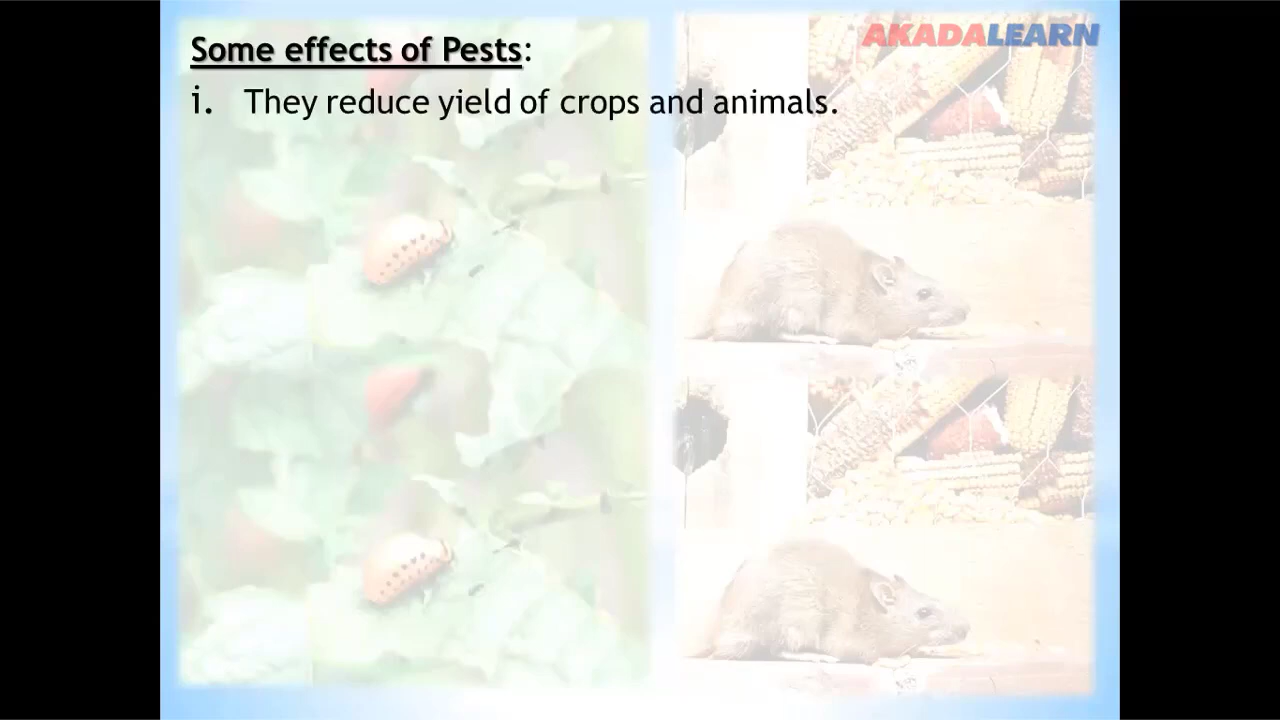 AKADALEARN
Some effects of Pests:
i. They reduce yield of crops and animals.